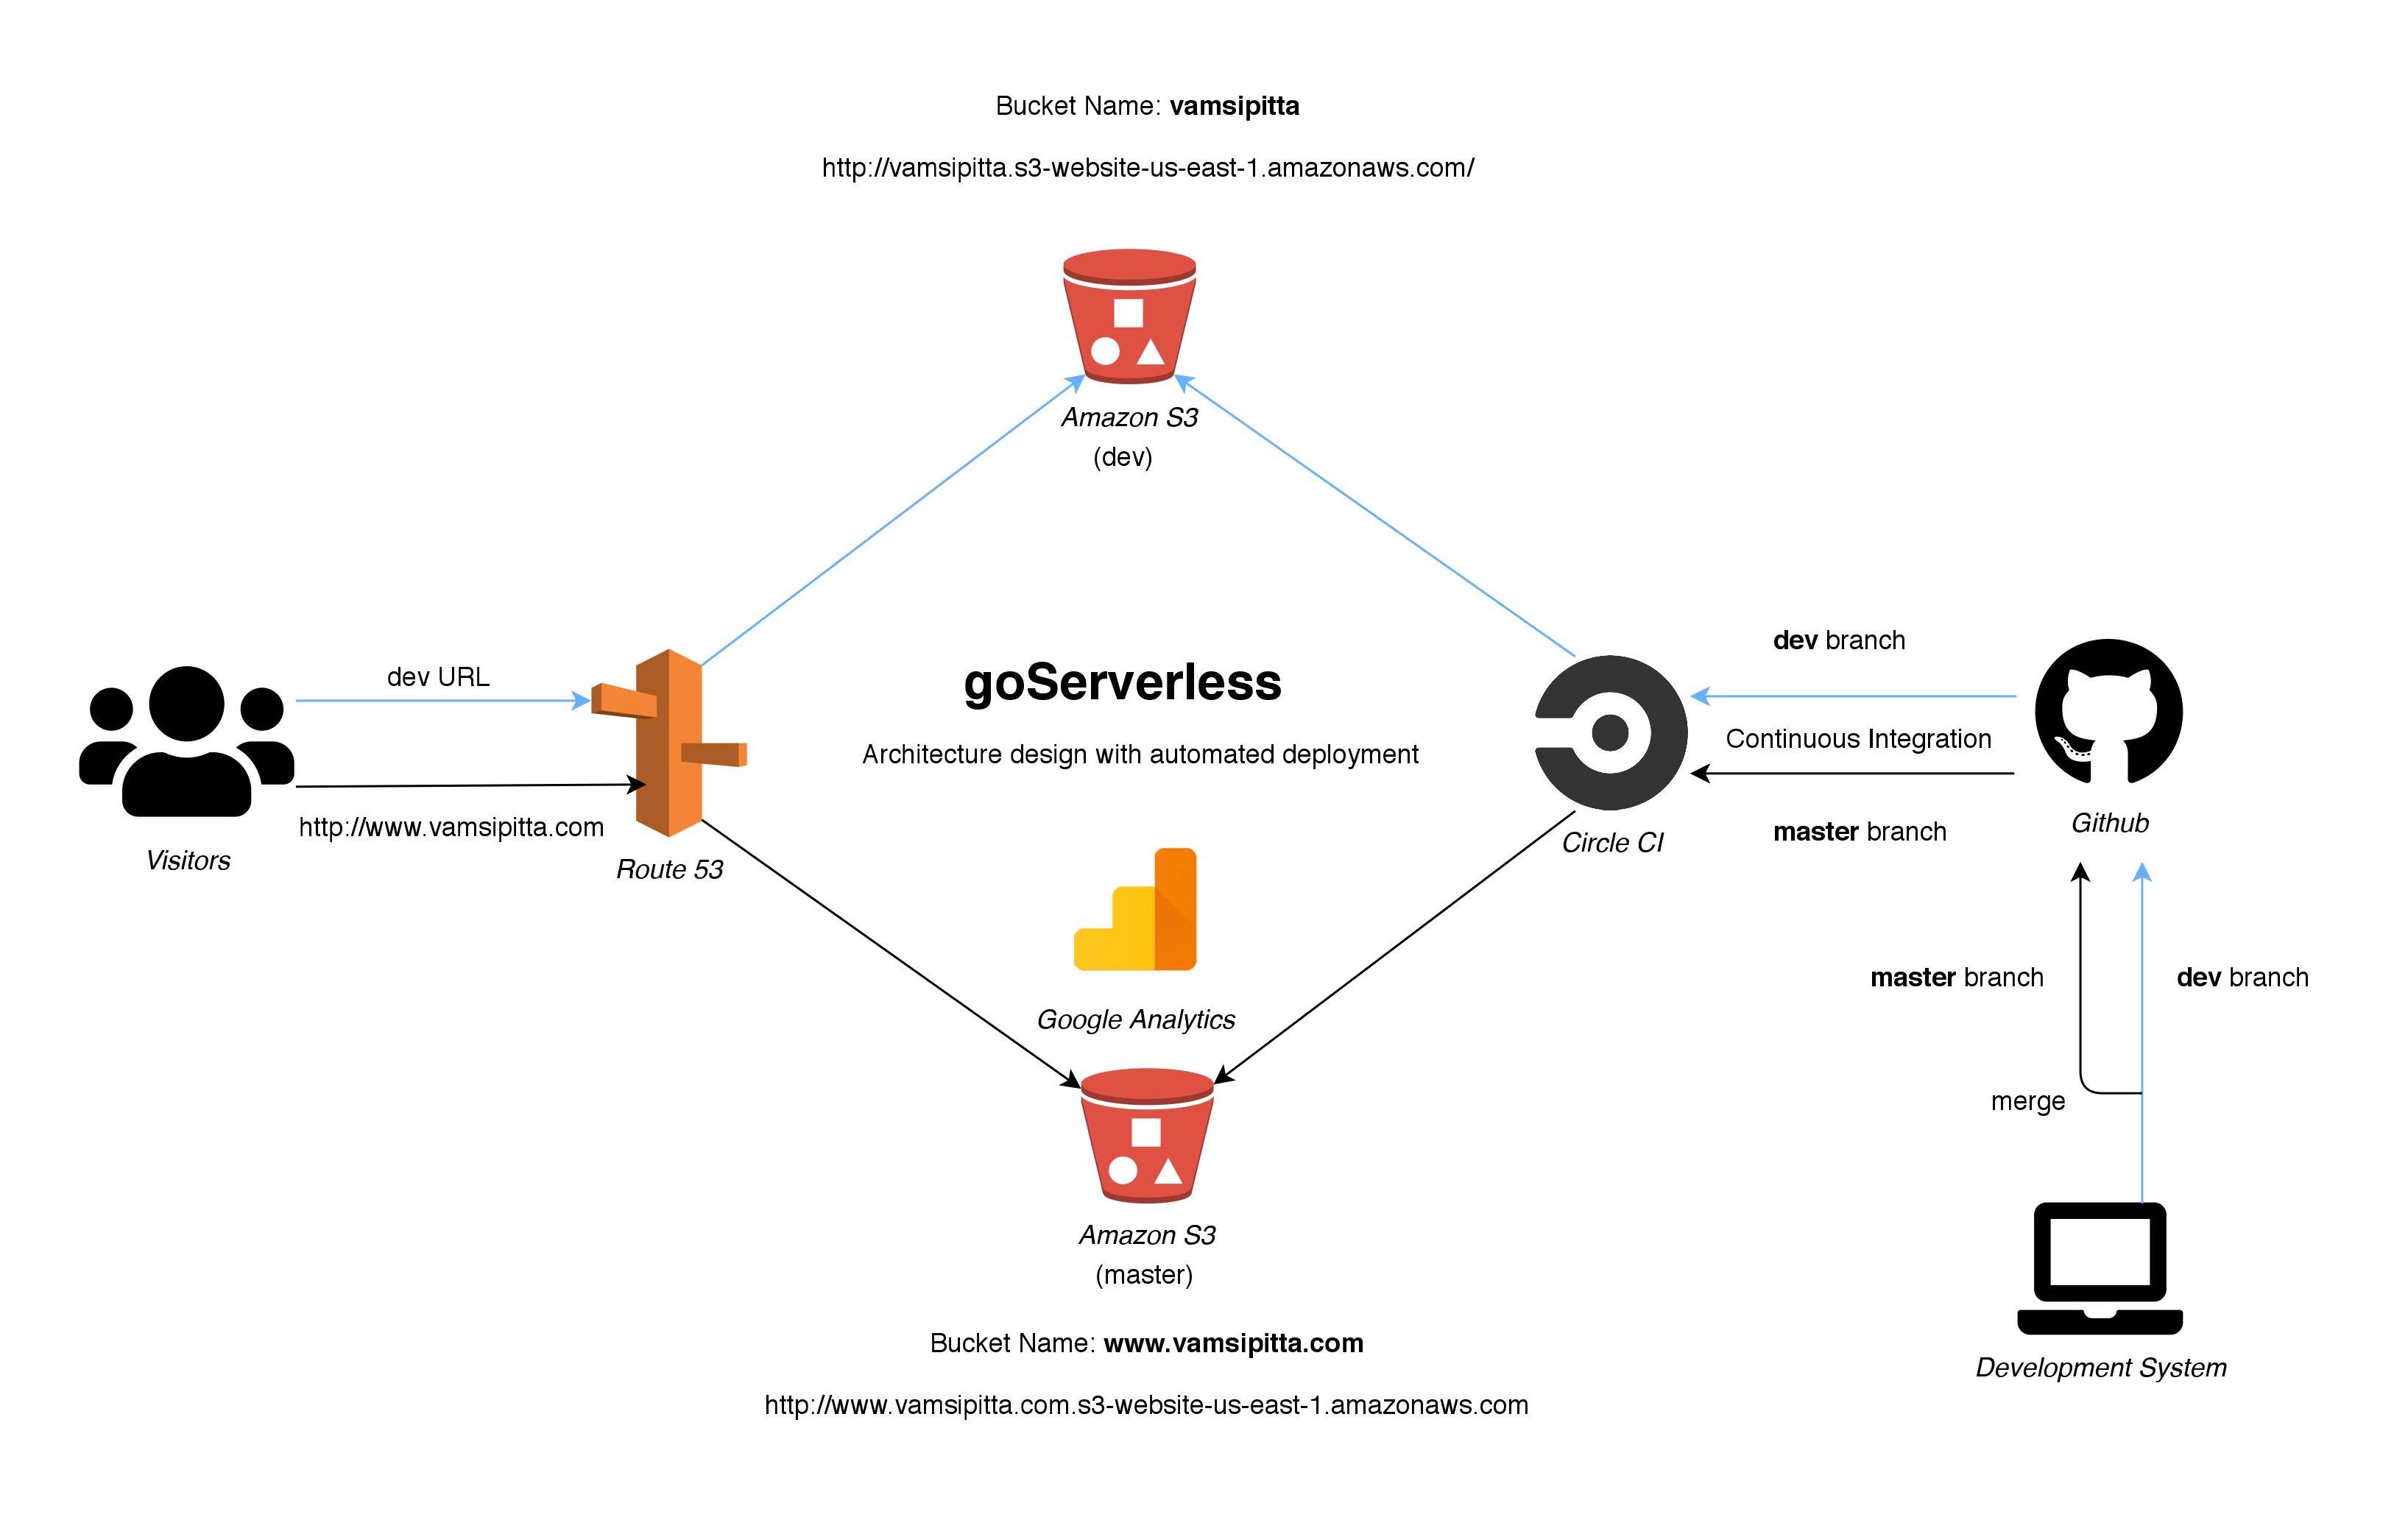 Bucket Name: vamsipitta
http://vamsipitta.s3-website-us-east-1.amazonaws.com/
Amazon S3
(dev)
dev URL
http://www.vamsipitta.com
Visitors
Route 53
goServerless
Architecture design with automated deployment
Google Analytics
Circle CI
dev branch
Continuous Integration
master branch
Github
master branch
dev branch
merge
Development System
Amazon S3
(master)
Bucket Name: www.vamsipitta.com
http://www.vamsipitta.com.s3-website-us-east-1.amazonaws.com